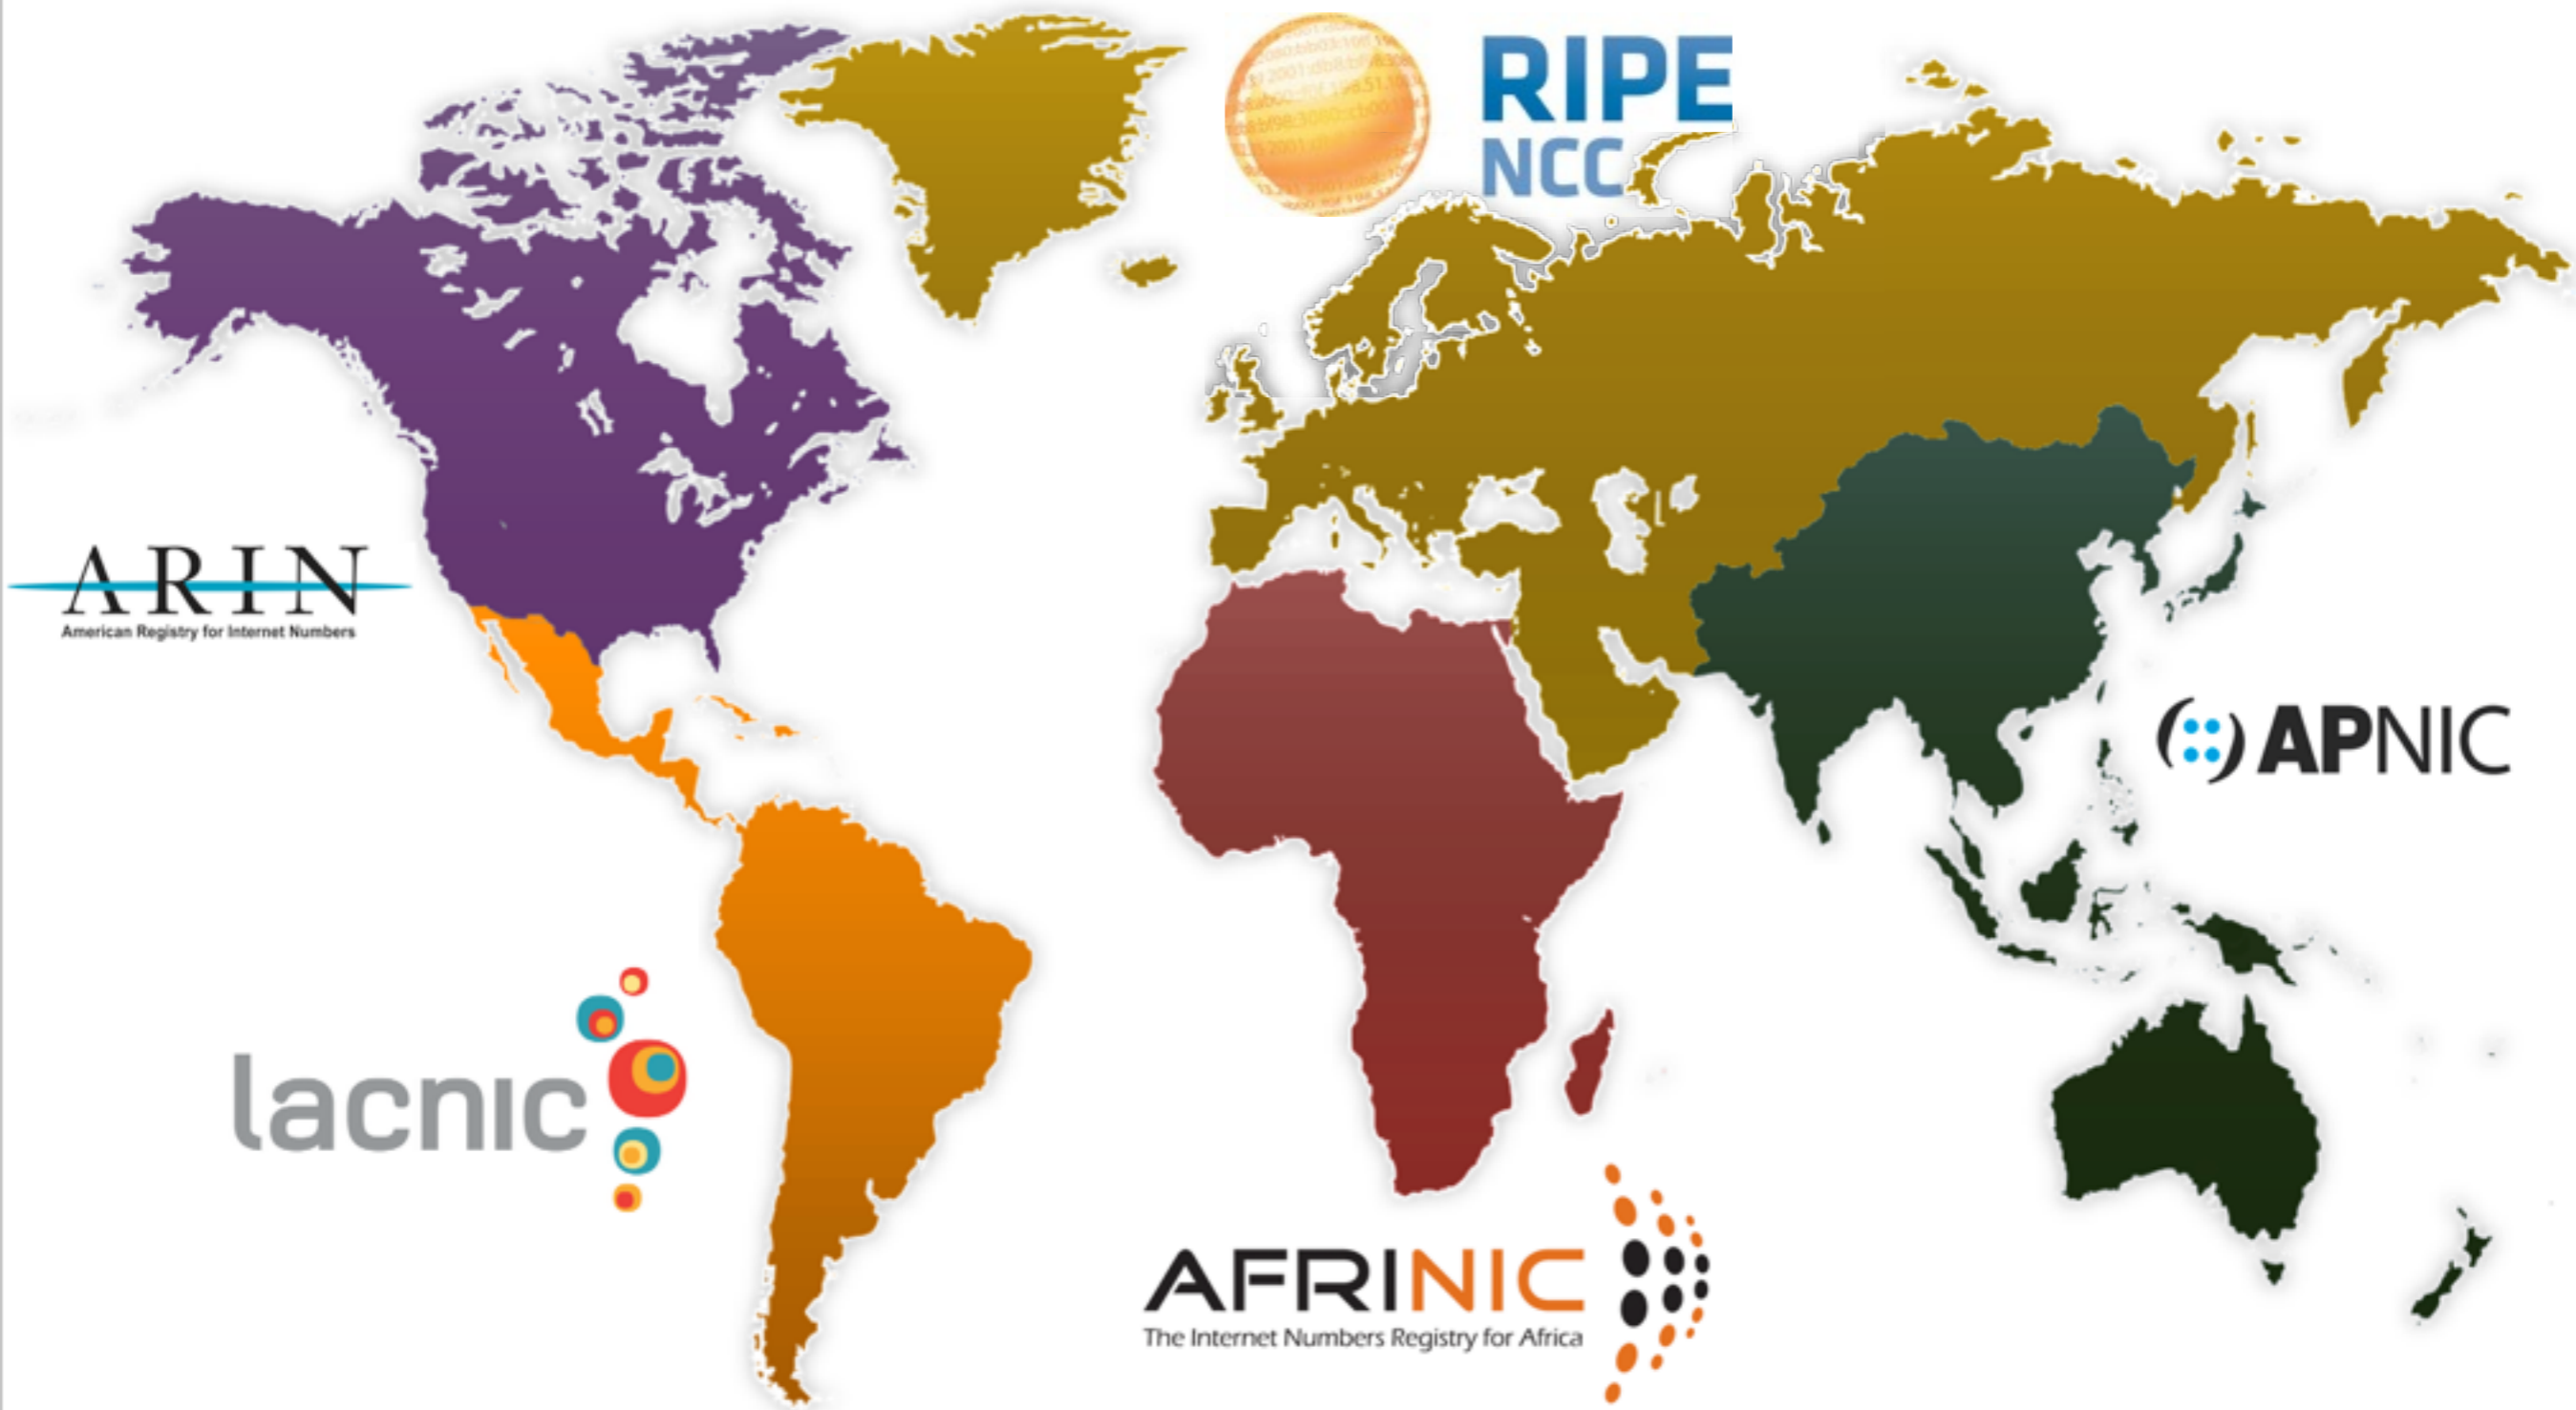 RIPE
NCC
ARIN
American Registry for Internet Numbers
APNIC
lacnic
AFRINIC
The Internet Numbers Registry for Africa